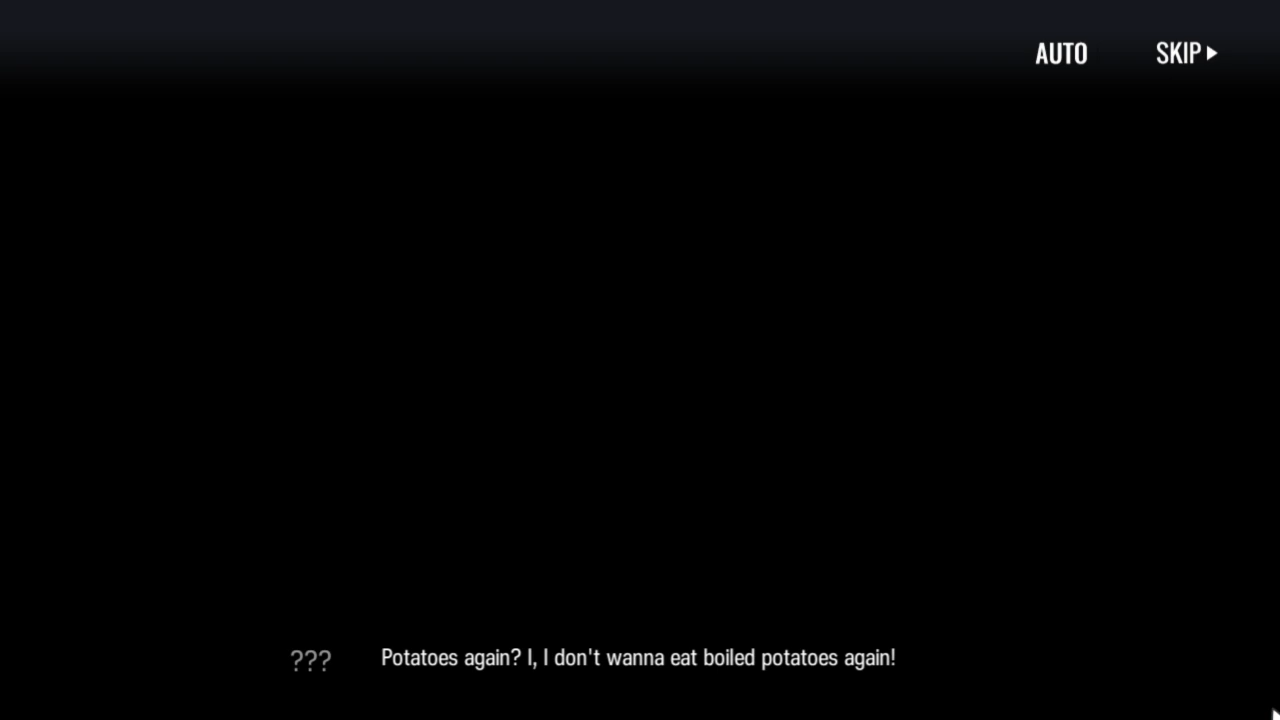 AUTO SKIP
??? Potatoes again? I, I don't wanna eat boiled potatoes again!